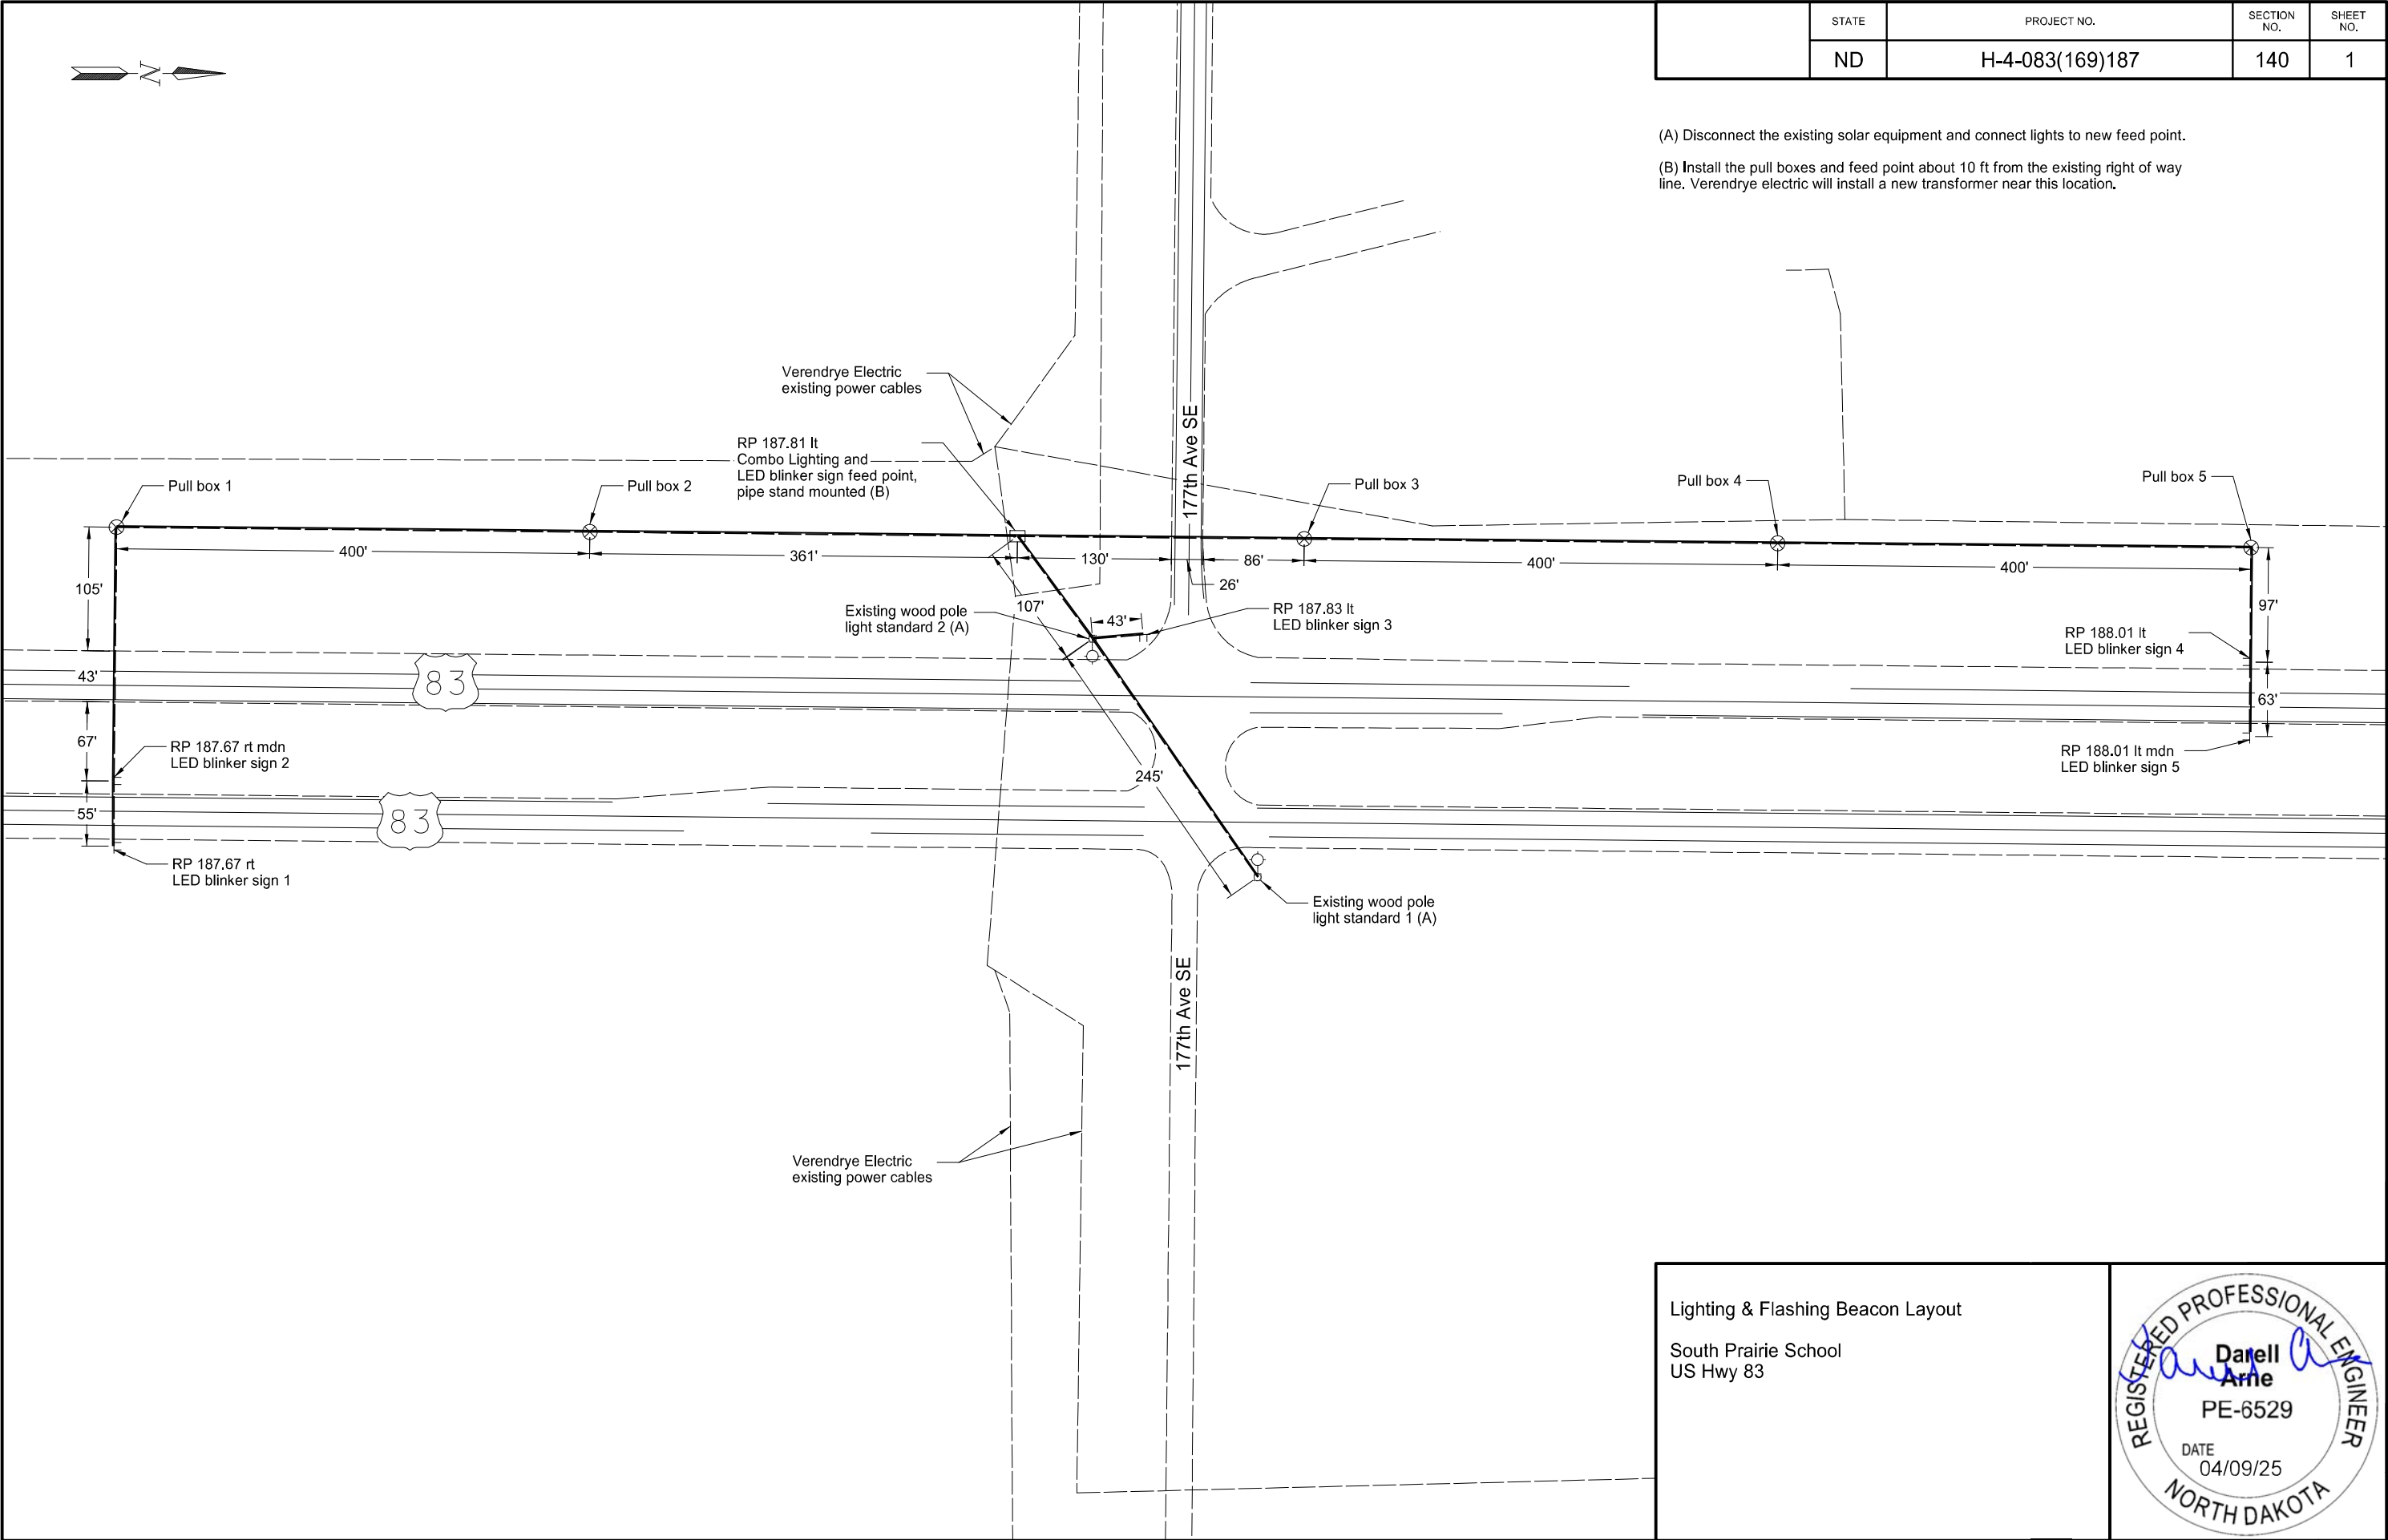 STATE
PROJECT NO.
SECTION
NO.
SHEET
NO.
ND
H-4-083(169)187
140
1
N
(A) Disconnect the existing solar equipment and connect lights to new feed point.
(B) Install the pull boxes and feed point about 10 ft from the existing right of way
line. Verendrye electric will install a new transformer near this location.
Verendrye Electric
existing power cables
RP 187.81 lt
Combo Lighting and
LED blinker sign feed point,
pipe stand mounted (B)
177th Ave SE
Pull box 1
Pull box 2
Pull box 3
Pull box 4
Pull box 5
400'
361'
130'
86'
26'
400'
400'
105'
43'
67'
55'
107'
43'
245'
97'
63'
Existing wood pole
light standard 2 (A)
RP 187.83 lt
LED blinker sign 3
RP 188.01 lt
LED blinker sign 4
83
RP 187.67 rt mdn
LED blinker sign 2
RP 188.01 lt mdn
LED blinker sign 5
83
RP 187.67 rt
LED blinker sign 1
Existing wood pole
light standard 1 (A)
177th Ave SE
Verendrye Electric
existing power cables
Lighting & Flashing Beacon Layout
South Prairie School
US Hwy 83
REGISTERED PROFESSIONAL ENGINEER
Darell
Arne
PE-6529
DATE
04/09/25
NORTH DAKOTA